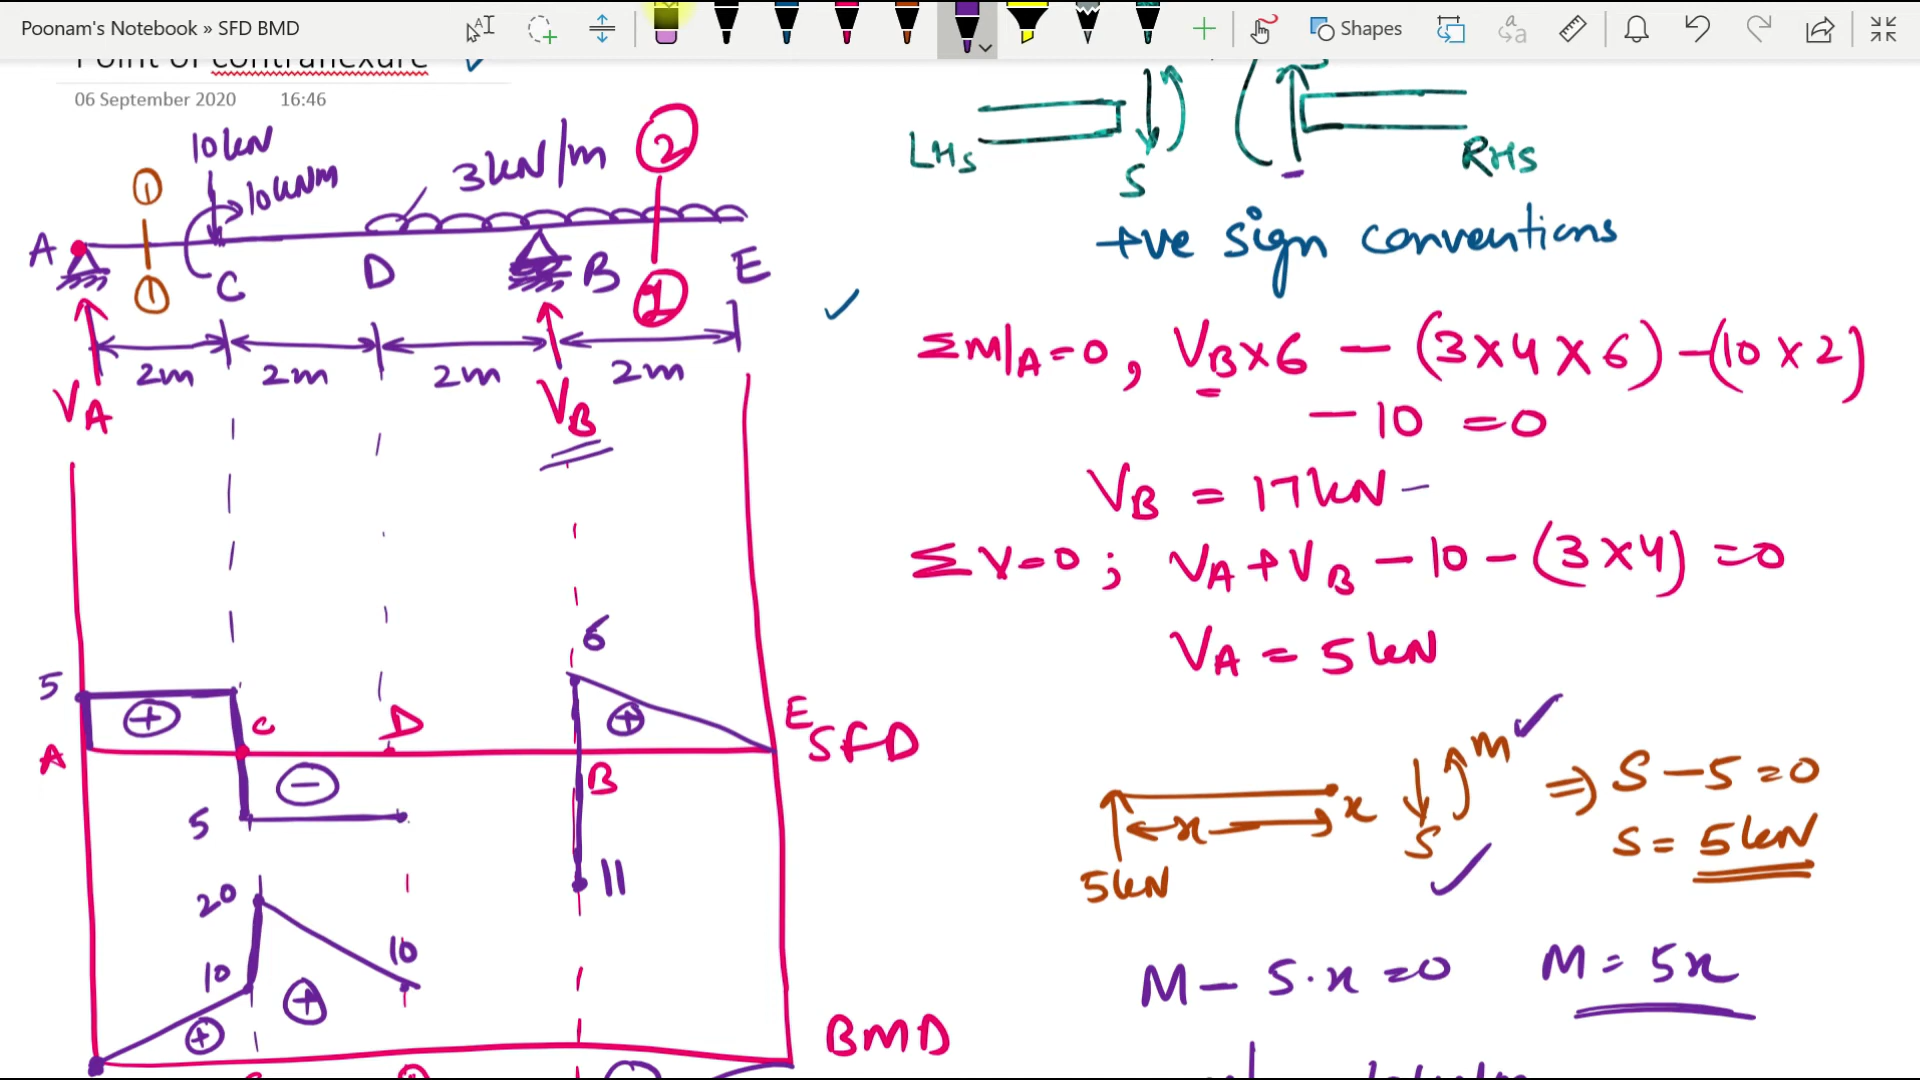 Poonam's Notebook » SFD BMD
Shapes
Point of contraflexure
06 September 2020 16:46
10kN
10kNm
3kN/m
1
2
A
C
D
B
E
1
2m
2m
2m
2m
VA
VB
LHS
S
RHS
+ve sign conventions
ΣM/A=0, VB×6 – (3×4×6) –(10×2)
– 10 =0
VB = 17kN –
ΣV=0 ; VA+VB –10 –(3×4) =0
VA = 5kN
5
+
C
D
6
+
E
SFD
A
–
B
5
11
20
10
10
+
+
BMD
x
x
5kN
S
M
⇒ S –5=0
S= 5kN
M– 5·x =0
M= 5x